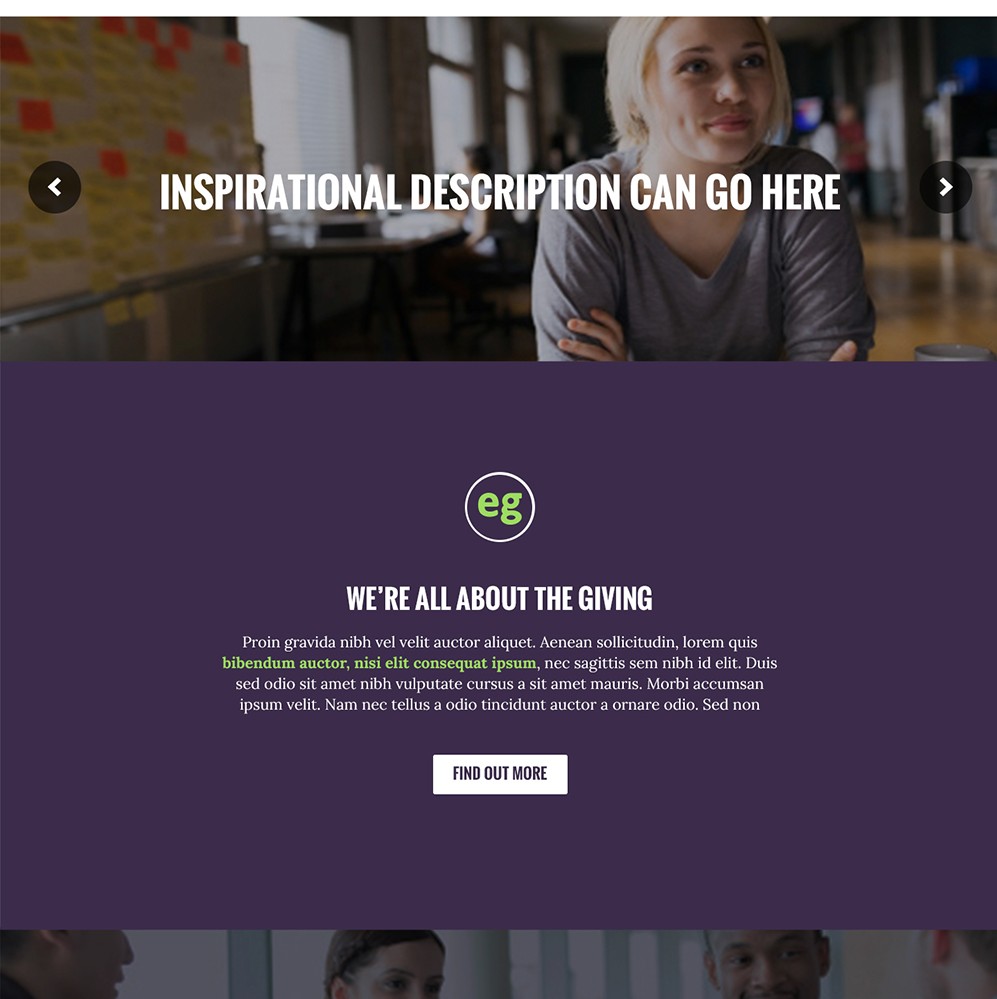 INSPIRATIONAL DESCRIPTION CAN GO HERE
eg
WE'RE ALL ABOUT THE GIVING
Proin gravida nibh vel velit auctor aliquet. Aenean sollicitudin, lorem quis
bibendum auctor, nisi elit consequat ipsum, nec sagittis sem nibh id elit. Duis
sed odio sit amet nibh vulputate cursus a sit amet mauris. Morbi accumsan
ipsum velit. Nam nec tellus a odio tincidunt auctor a ornare odio. Sed non
FIND OUT MORE